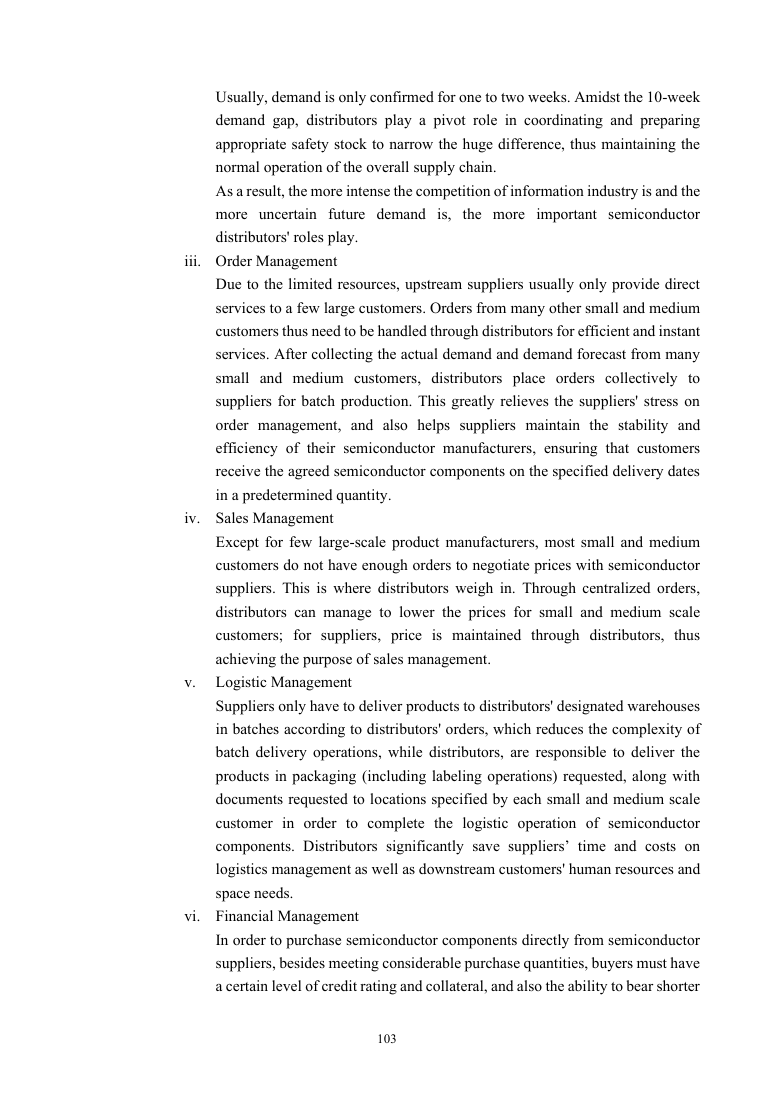 Usually, demand is only confirmed for one to two weeks. Amidst the 10-week
demand gap, distributors play a pivot role in coordinating and preparing
appropriate safety stock to narrow the huge difference, thus maintaining the
normal operation of the overall supply chain.
As a result, the more intense the competition of information industry is and the
more uncertain future demand is, the more important semiconductor
distributors' roles play.
iii. Order Management
Due to the limited resources, upstream suppliers usually only provide direct
services to a few large customers. Orders from many other small and medium
customers thus need to be handled through distributors for efficient and instant
services. After collecting the actual demand and demand forecast from many
small and medium customers, distributors place orders collectively to
suppliers for batch production. This greatly relieves the suppliers' stress on
order management, and also helps suppliers maintain the stability and
efficiency of their semiconductor manufacturers, ensuring that customers
receive the agreed semiconductor components on the specified delivery dates
in a predetermined quantity.
iv. Sales Management
Except for few large-scale product manufacturers, most small and medium
customers do not have enough orders to negotiate prices with semiconductor
suppliers. This is where distributors weigh in. Through centralized orders,
distributors can manage to lower the prices for small and medium scale
customers; for suppliers, price is maintained through distributors, thus
achieving the purpose of sales management.
v. Logistic Management
Suppliers only have to deliver products to distributors' designated warehouses
in batches according to distributors' orders, which reduces the complexity of
batch delivery operations, while distributors, are responsible to deliver the
products in packaging (including labeling operations) requested, along with
documents requested to locations specified by each small and medium scale
customer in order to complete the logistic operation of semiconductor
components. Distributors significantly save suppliers’ time and costs on
logistics management as well as downstream customers' human resources and
space needs.
vi. Financial Management
In order to purchase semiconductor components directly from semiconductor
suppliers, besides meeting considerable purchase quantities, buyers must have
a certain level of credit rating and collateral, and also the ability to bear shorter
103